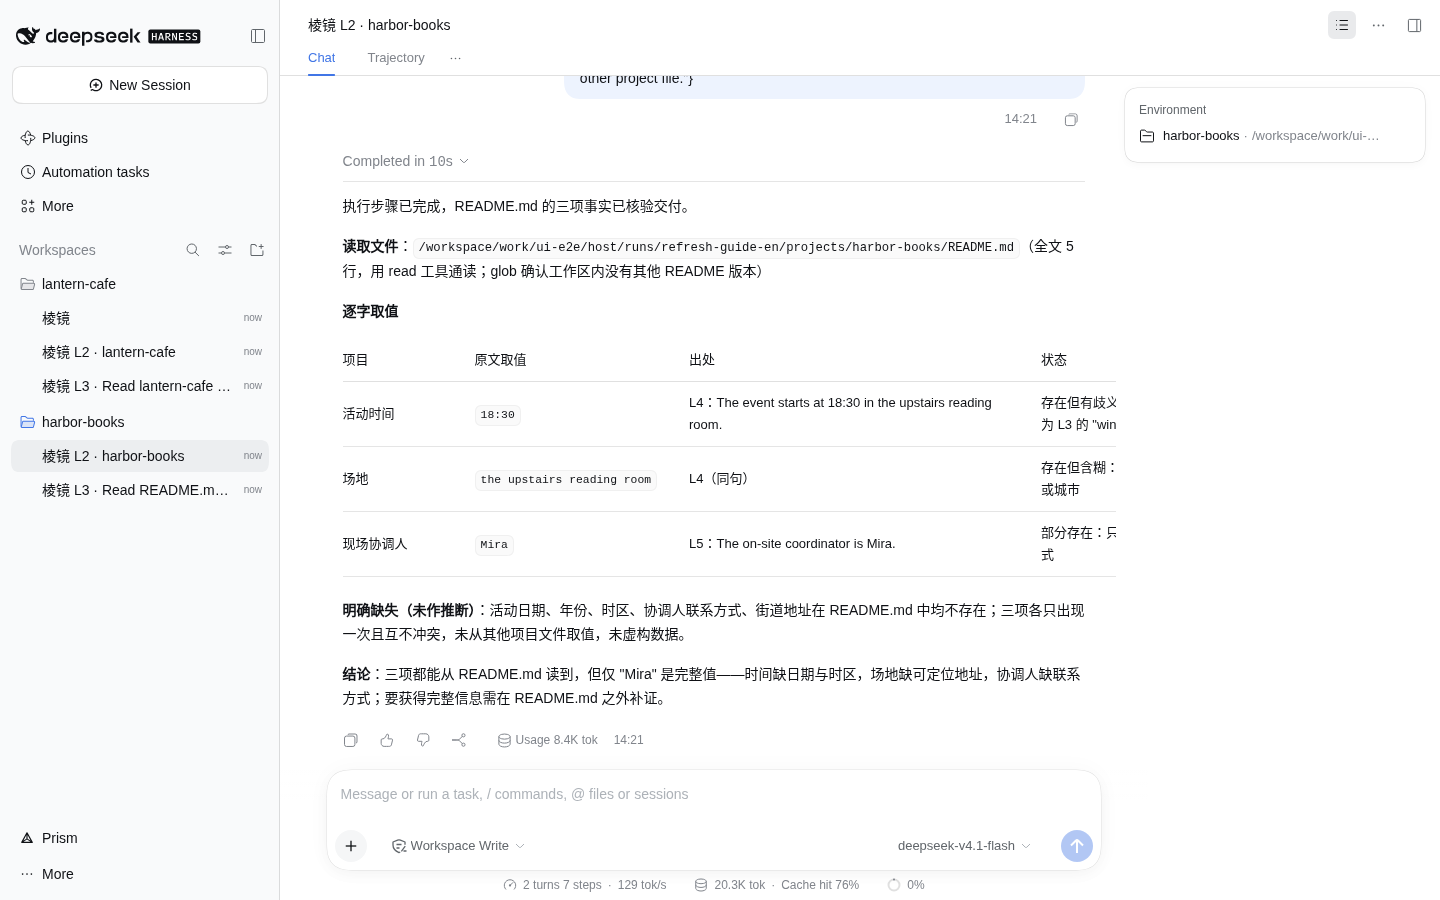 deepseek HARNESS
New Session
Plugins
Automation tasks
More
Workspaces
lantern-cafe
棱镜 now
棱镜 L2 · lantern-cafe now
棱镜 L3 · Read lantern-cafe ... now
harbor-books
棱镜 L2 · harbor-books now
棱镜 L3 · Read README.m... now
Prism
More
棱镜 L2 · harbor-books
Chat Trajectory
other project file.`}
14:21
Completed in 10s
执行步骤已完成，README.md 的三项事实已核验交付。
读取文件：/workspace/work/ui-e2e/host/runs/refresh-guide-en/projects/harbor-books/README.md（全文 5
行，用 read 工具通读；glob 确认工作区内没有其他 README 版本）
逐字取值
项目 原文取值 出处 状态
活动时间 18:30 L4：The event starts at 18:30 in the upstairs reading
room. 存在但有歧义
为 L3 的 "win
场地 the upstairs reading room L4（同句） 存在但含糊：
或城市
现场协调人 Mira L5：The on-site coordinator is Mira. 部分存在：只
式
明确缺失（未作推断）：活动日期、年份、时区、协调人联系方式、街道地址在 README.md 中均不存在；三项各只出现
一次且互不冲突，未从其他项目文件取值，未虚构数据。
结论：三项都能从 README.md 读到，但仅 "Mira" 是完整值——时间缺日期与时区，场地缺可定位地址，协调人缺联系
方式；要获得完整信息需在 README.md 之外补证。
Usage 8.4K tok 14:21
Message or run a task, / commands, @ files or sessions
Workspace Write deepseek-v4.1-flash
2 turns 7 steps · 129 tok/s 20.3K tok · Cache hit 76% 0%
Environment
harbor-books · /workspace/work/ui-...